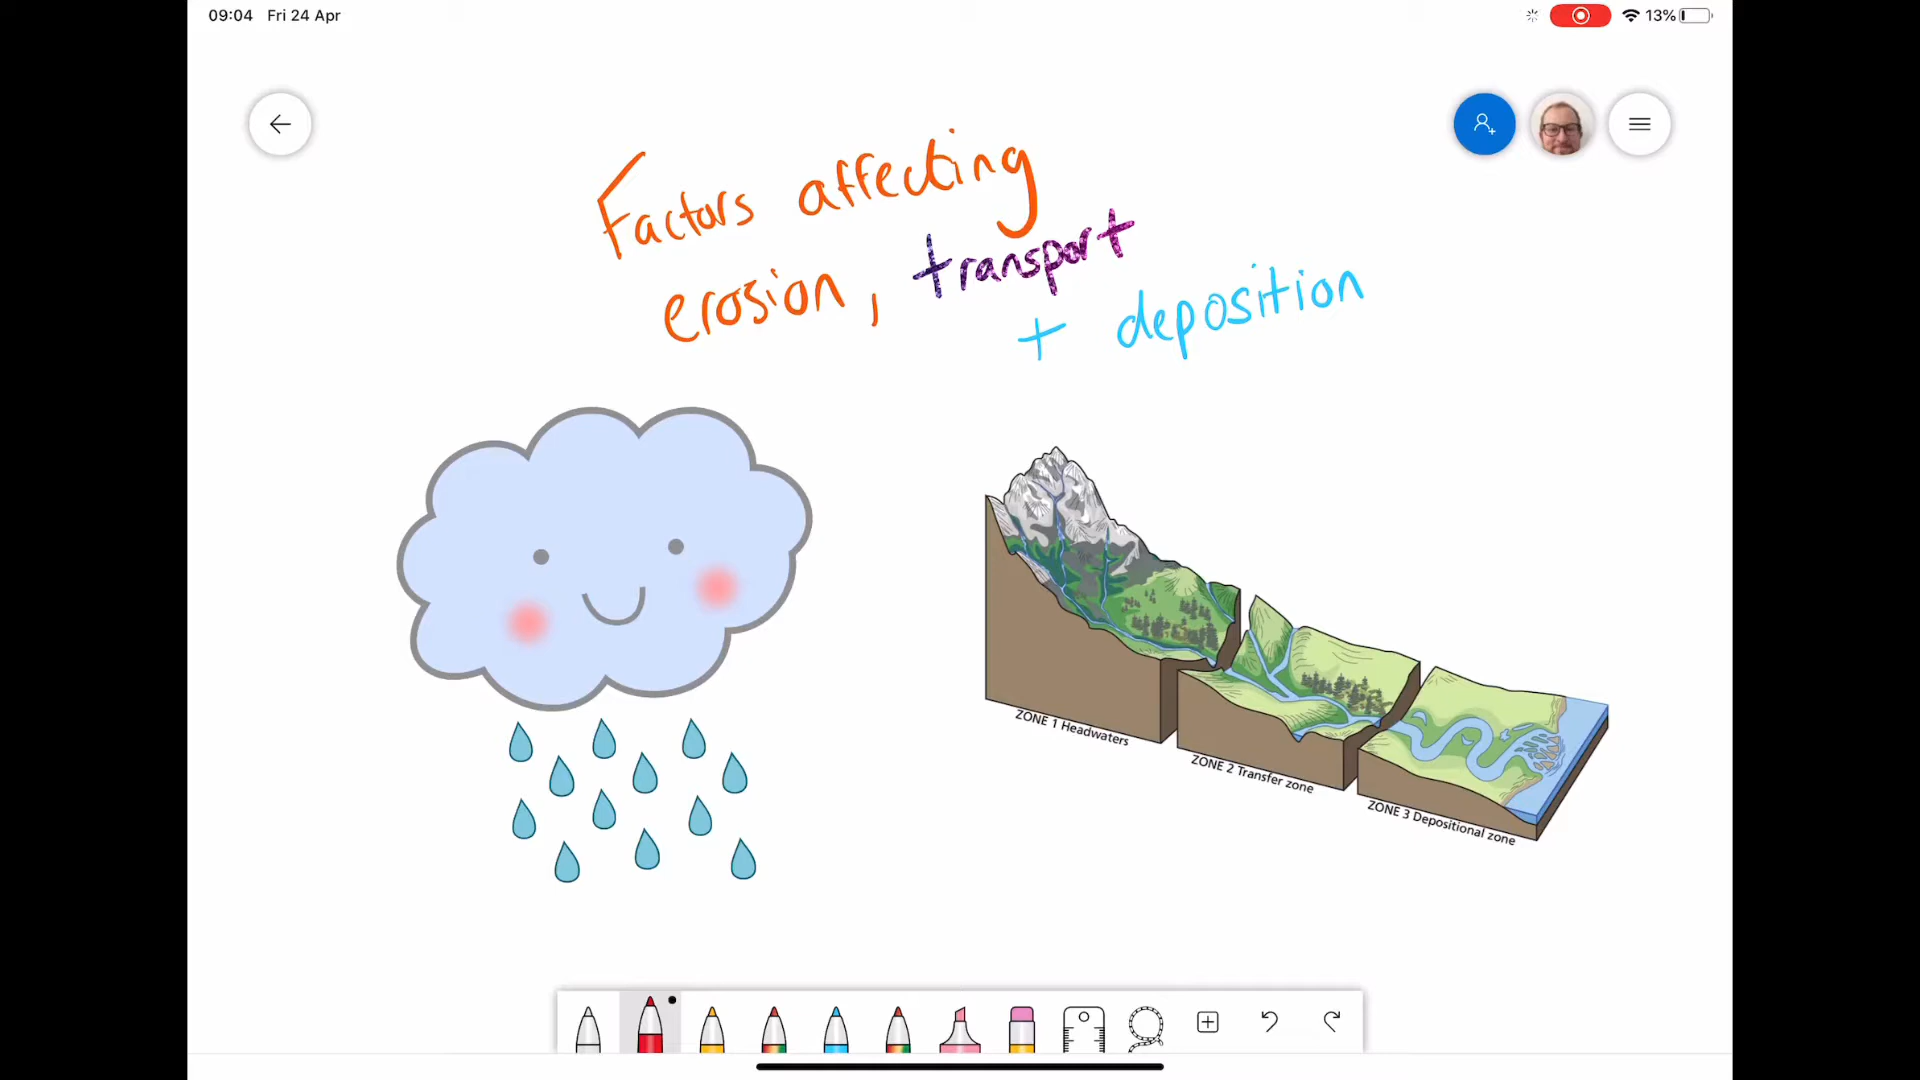 09:04 Fri 24 Apr
13%
Factors affecting
erosion, transport
+ deposition
ZONE 1 Headwaters
ZONE 2 Transfer zone
ZONE 3 Depositional zone